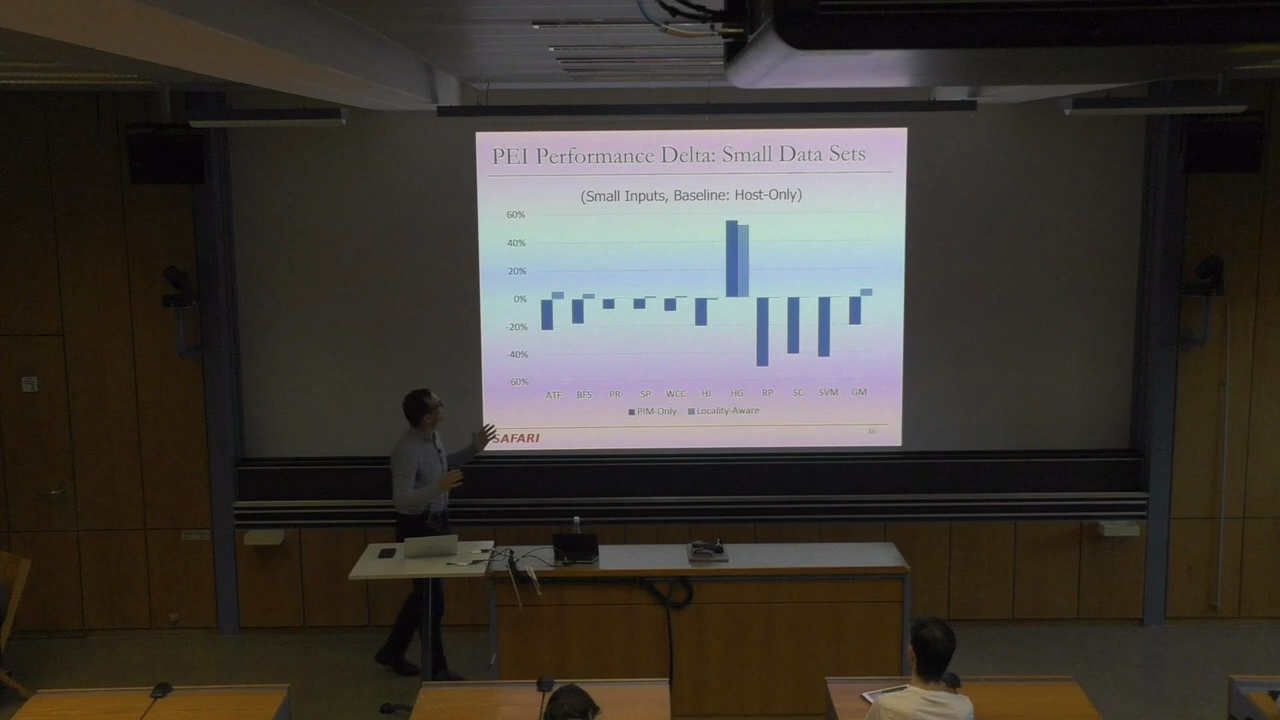 PEI Performance Delta: Small Data Sets
(Small Inputs, Baseline: Host-Only)
60%
40%
20%
0%
-20%
-40%
-60%
ATF BFS PR SP WCC HJ HG RP SC SVM GM
PIM-Only Locality-Aware
SAFARI
46